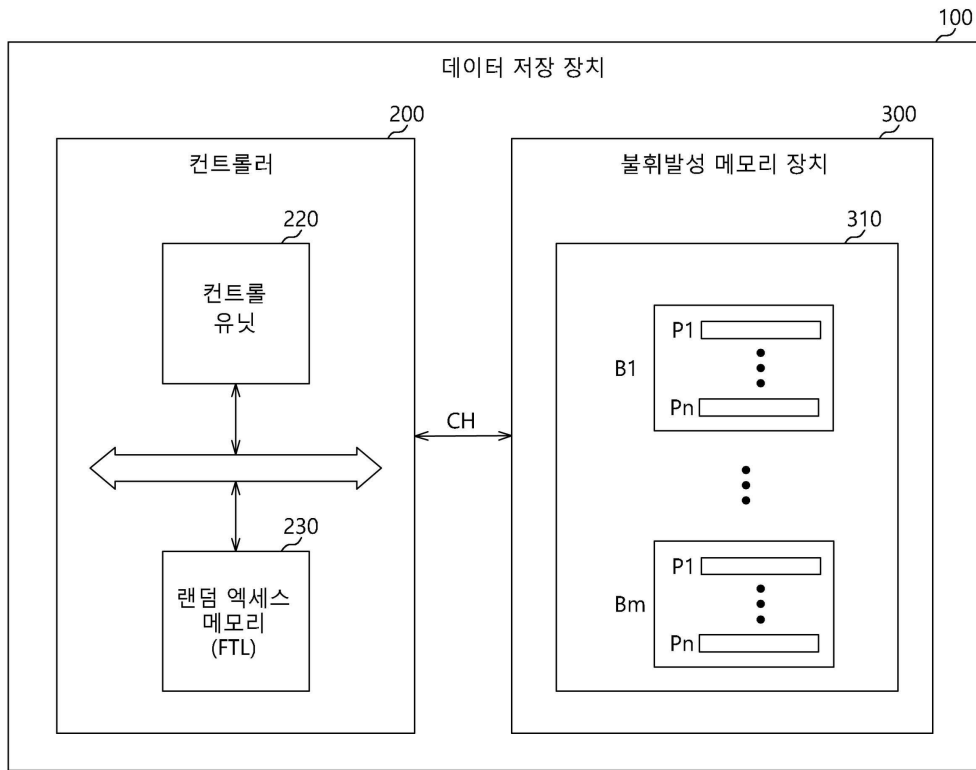 100
데이터 저장 장치
200
컨트롤러
220
컨트롤
유닛
230
랜덤 엑세스
메모리
(FTL)
CH
300
불휘발성 메모리 장치
310
B1
P1
Pn
Bm
P1
Pn